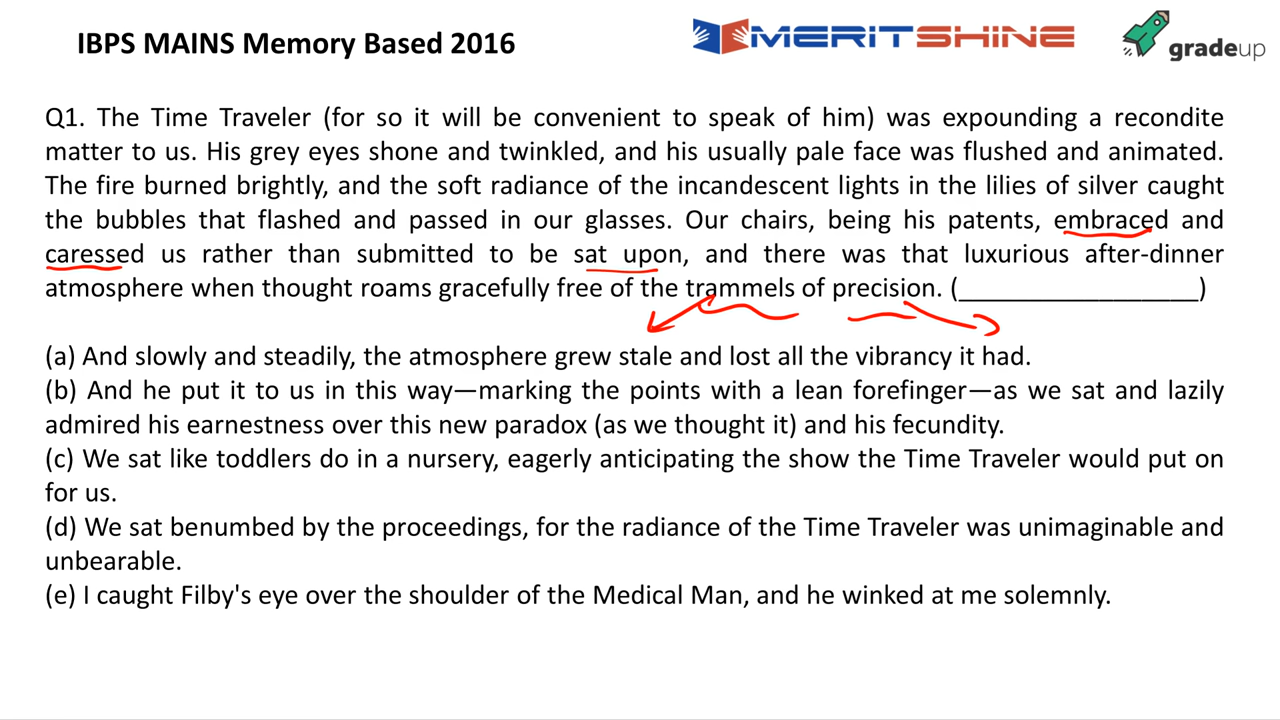 IBPS MAINS Memory Based 2016
MERITSHINE
gradeup
Q1. The Time Traveler (for so it will be convenient to speak of him) was expounding a recondite
matter to us. His grey eyes shone and twinkled, and his usually pale face was flushed and animated.
The fire burned brightly, and the soft radiance of the incandescent lights in the lilies of silver caught
the bubbles that flashed and passed in our glasses. Our chairs, being his patents, embraced and
caressed us rather than submitted to be sat upon, and there was that luxurious after-dinner
atmosphere when thought roams gracefully free of the trammels of precision. (__________________)
(a) And slowly and steadily, the atmosphere grew stale and lost all the vibrancy it had.
(b) And he put it to us in this way—marking the points with a lean forefinger—as we sat and lazily
admired his earnestness over this new paradox (as we thought it) and his fecundity.
(c) We sat like toddlers do in a nursery, eagerly anticipating the show the Time Traveler would put on
for us.
(d) We sat benumbed by the proceedings, for the radiance of the Time Traveler was unimaginable and
unbearable.
(e) I caught Filby's eye over the shoulder of the Medical Man, and he winked at me solemnly.